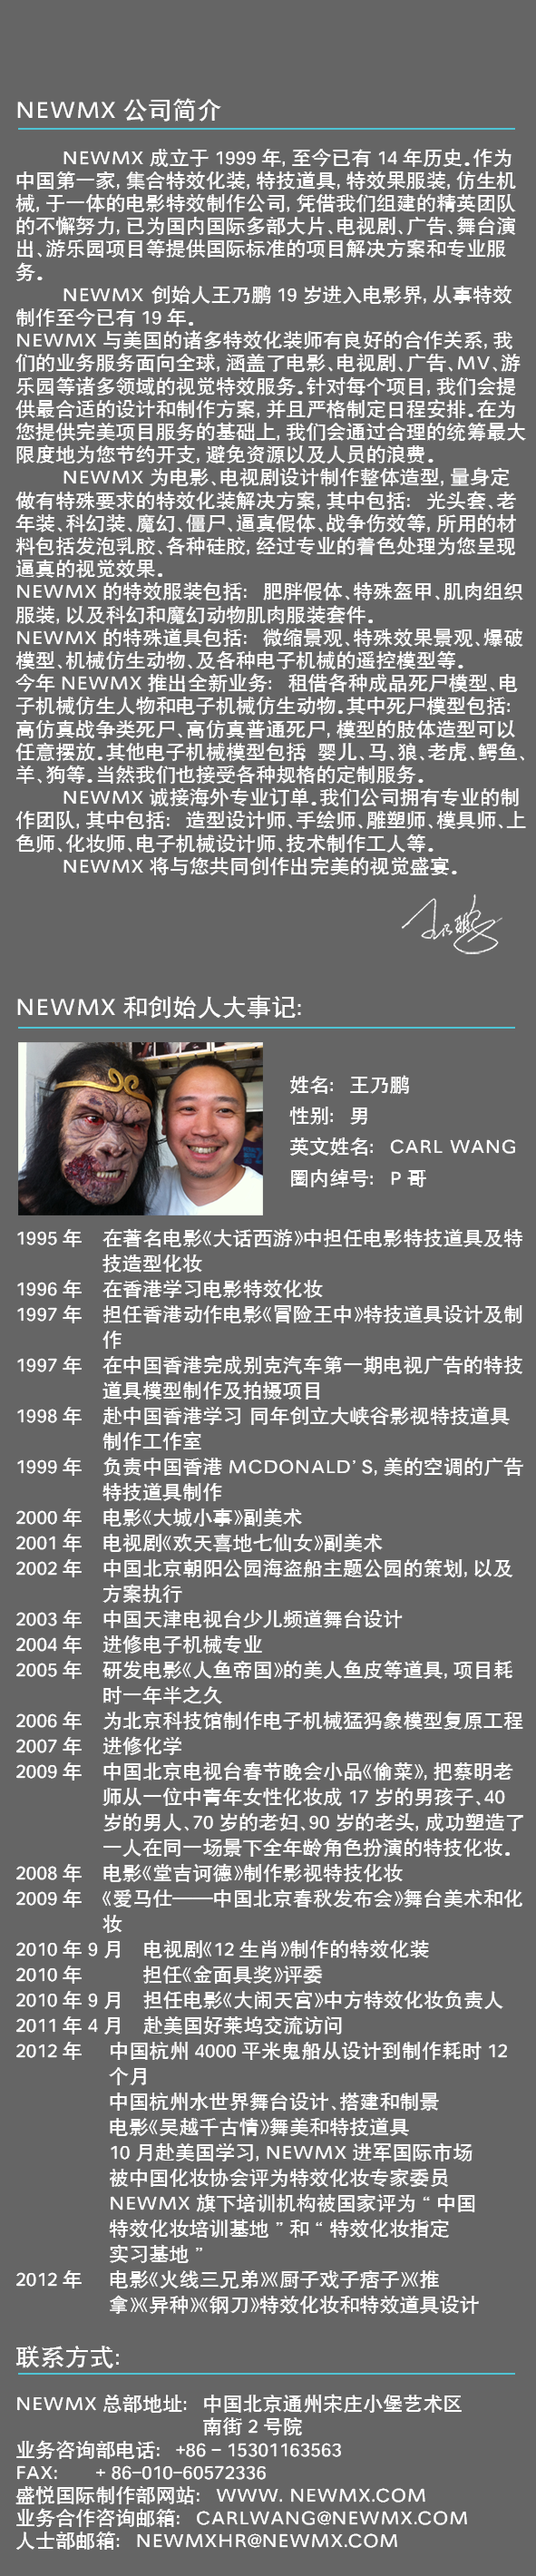 NEWMX 公司简介
NEWMX 成立于 1999 年, 至今已有 14 年历史。作为
中国第一家, 集合特效化装, 特技道具, 特效果服装, 仿生机
械, 于一体的电影特效制作公司, 凭借我们组建的精英团队
的不懈努力, 已为国内国际多部大片、电视剧、广告、舞台演
出、游乐园项目等提供国际标准的项目解决方案和专业服
务。
NEWMX 创始人王乃鹏 19 岁进入电影界, 从事特效
制作至今已有 19 年。
NEWMX 与美国的诸多特效化装师有良好的合作关系, 我
们的业务服务面向全球, 涵盖了电影、电视剧、广告、MV、游
乐园等诸多领域的视觉特效服务。针对每个项目, 我们会提
供最合适的设计和制作方案, 并且严格制定日程安排。在为
您提供完美项目服务的基础上, 我们会通过合理的统筹最大
限度地为您节约开支, 避免资源以及人员的浪费。
NEWMX 为电影、电视剧设计制作整体造型, 量身定
做有特殊要求的特效化装解决方案, 其中包括: 光头套、老
年装、科幻装、魔幻、僵尸、逼真假体、战争伤效等, 所用的材
料包括发泡乳胶、各种硅胶, 经过专业的着色处理为您呈现
逼真的视觉效果。
NEWMX 的特效服装包括: 肥胖假体、特殊盔甲、肌肉组织
服装, 以及科幻和魔幻动物肌肉服装套件。
NEWMX 的特殊道具包括: 微缩景观、特殊效果景观、爆破
模型、机械仿生动物、及各种电子机械的遥控模型等。
今年 NEWMX 推出全新业务: 租借各种成品死尸模型、电
子机械仿生人物和电子机械仿生动物。其中死尸模型包括:
高仿真战争类死尸、高仿真普通死尸, 模型的肢体造型可以
任意摆放。其他电子机械模型包括 婴儿、马、狼、老虎、鳄鱼、
羊、狗等。当然我们也接受各种规格的定制服务。
NEWMX 诚接海外专业订单。我们公司拥有专业的制
作团队, 其中包括: 造型设计师、手绘师、雕塑师、模具师、上
色师、化妆师、电子机械设计师、技术制作工人等。
NEWMX 将与您共同创作出完美的视觉盛宴。
王乃鹏
NEWMX 和创始人大事记:
姓名: 王乃鹏
性别: 男
英文姓名: CARL WANG
圈内绰号: P 哥
1995 年 在著名电影《大话西游》中担任电影特技道具及特
技造型化妆
1996 年 在香港学习电影特效化妆
1997 年 担任香港动作电影《冒险王中》特技道具设计及制
作
1997 年 在中国香港完成别克汽车第一期电视广告的特技
道具模型制作及拍摄项目
1998 年 赴中国香港学习 同年创立大峡谷影视特技道具
制作工作室
1999 年 负责中国香港 MCDONALD' S, 美的空调的广告
特技道具制作
2000 年 电影《大城小事》副美术
2001 年 电视剧《欢天喜地七仙女》副美术
2002 年 中国北京朝阳公园海盗船主题公园的策划, 以及
方案执行
2003 年 中国天津电视台少儿频道舞台设计
2004 年 进修电子机械专业
2005 年 研发电影《人鱼帝国》的美人鱼皮等道具, 项目耗
时一年半之久
2006 年 为北京科技馆制作电子机械猛犸象模型复原工程
2007 年 进修化学
2009 年 中国北京电视台春节晚会小品《偷菜》, 把蔡明老
师从一位中青年女性化妆成 17 岁的男孩子、40
岁的男人、70 岁的老妇、90 岁的老头, 成功塑造了
一人在同一场景下全年龄角色扮演的特技化妆。
2008 年 电影《堂吉诃德》制作影视特技化妆
2009 年 《爱马仕——中国北京春秋发布会》舞台美术和化
妆
2010 年 9 月 电视剧《12 生肖》制作的特效化装
2010 年 担任《金面具奖》评委
2010 年 9 月 担任电影《大闹天宫》中方特效化妆负责人
2011 年 4 月 赴美国好莱坞交流访问
2012 年 中国杭州 4000 平米鬼船从设计到制作耗时 12
个月
中国杭州水世界舞台设计、搭建和制景
电影《吴越千古情》舞美和特技道具
10 月赴美国学习, NEWMX 进军国际市场
被中国化妆协会评为特效化妆专家委员
NEWMX 旗下培训机构被国家评为 “ 中国
特效化妆培训基地 ” 和 “ 特效化妆指定
实习基地 ”
2012 年 电影《火线三兄弟》《厨子戏子痞子》《推
拿》《异种》《钢刀》特效化妆和特效道具设计
联系方式:
NEWMX 总部地址: 中国北京通州宋庄小堡艺术区
南街 2 号院
业务咨询部电话: +86 - 15301163563
FAX: + 86-010-60572336
盛悦国际制作部网站: WWW. NEWMX.COM
业务合作咨询邮箱: CARLWANG@NEWMX.COM
人士部邮箱: NEWMXHR@NEWMX.COM